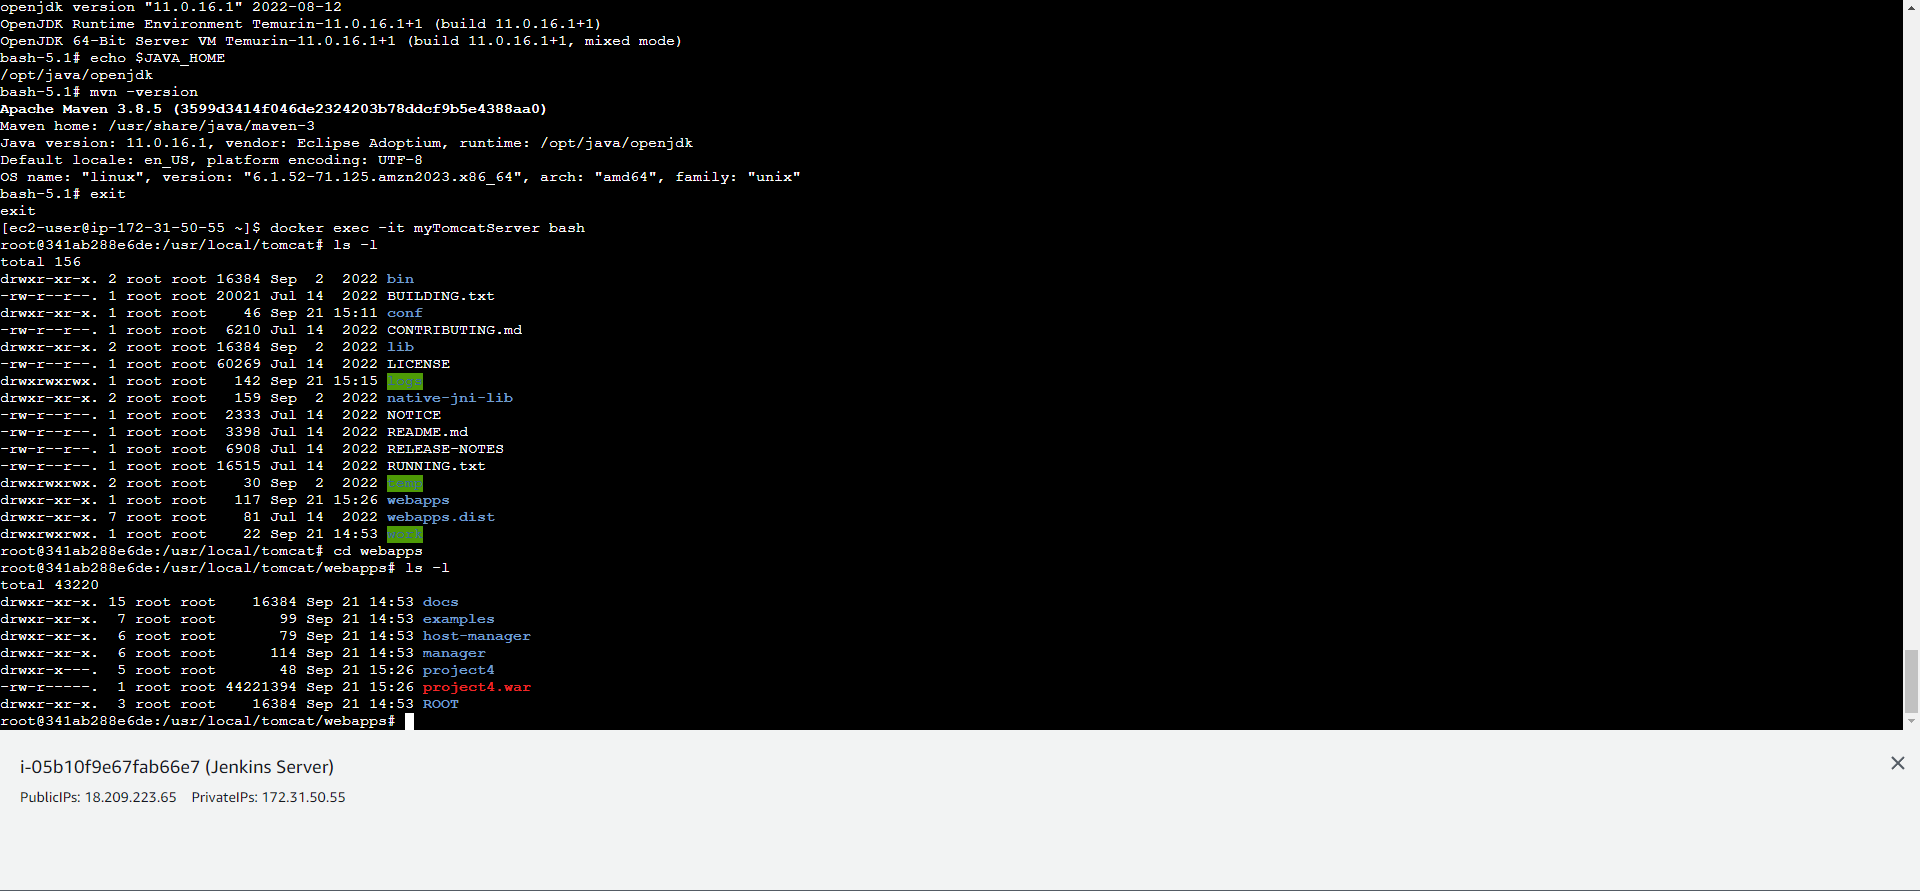 openjdk version "11.0.16.1" 2022-08-12
OpenJDK Runtime Environment Temurin-11.0.16.1+1 (build 11.0.16.1+1)
OpenJDK 64-Bit Server VM Temurin-11.0.16.1+1 (build 11.0.16.1+1, mixed mode)
bash-5.1# echo $JAVA_HOME
/opt/java/openjdk
bash-5.1# mvn -version
Apache Maven 3.8.5 (3599d3414f046de2324203b78ddcf9b5e4388aa0)
Maven home: /usr/share/java/maven-3
Java version: 11.0.16.1, vendor: Eclipse Adoptium, runtime: /opt/java/openjdk
Default locale: en_US, platform encoding: UTF-8
OS name: "linux", version: "6.1.52-71.125.amzn2023.x86_64", arch: "amd64", family: "unix"
bash-5.1# exit
exit
[ec2-user@ip-172-31-50-55 ~]$ docker exec -it myTomcatServer bash
root@341ab288e6de:/usr/local/tomcat# ls -l
total 156
drwxr-xr-x. 2 root root 16384 Sep  2  2022 bin
-rw-r--r--. 1 root root 20021 Jul 14  2022 BUILDING.txt
drwxr-xr-x. 1 root root    46 Sep 21 15:11 conf
-rw-r--r--. 1 root root  6210 Jul 14  2022 CONTRIBUTING.md
drwxr-xr-x. 2 root root 16384 Sep  2  2022 lib
-rw-r--r--. 1 root root 60269 Jul 14  2022 LICENSE
drwxrwxrwx. 1 root root   142 Sep 21 15:15 logs
drwxr-xr-x. 2 root root   159 Sep  2  2022 native-jni-lib
-rw-r--r--. 1 root root  2333 Jul 14  2022 NOTICE
-rw-r--r--. 1 root root  3398 Jul 14  2022 README.md
-rw-r--r--. 1 root root  6908 Jul 14  2022 RELEASE-NOTES
-rw-r--r--. 1 root root 16515 Jul 14  2022 RUNNING.txt
drwxrwxrwx. 2 root root    30 Sep  2  2022 temp
drwxr-xr-x. 1 root root   117 Sep 21 15:26 webapps
drwxr-xr-x. 7 root root    81 Jul 14  2022 webapps.dist
drwxrwxrwx. 1 root root    22 Sep 21 14:53 work
root@341ab288e6de:/usr/local/tomcat# cd webapps
root@341ab288e6de:/usr/local/tomcat/webapps# ls -l
total 43220
drwxr-xr-x. 15 root root    16384 Sep 21 14:53 docs
drwxr-xr-x.  7 root root       99 Sep 21 14:53 examples
drwxr-xr-x.  6 root root       79 Sep 21 14:53 host-manager
drwxr-xr-x.  6 root root      114 Sep 21 14:53 manager
drwxr-x---.  5 root root       48 Sep 21 15:26 project4
-rw-r-----.  1 root root 44221394 Sep 21 15:26 project4.war
drwxr-xr-x.  3 root root    16384 Sep 21 14:53 ROOT
root@341ab288e6de:/usr/local/tomcat/webapps#
i-05b10f9e67fab66e7 (Jenkins Server)
PublicIPs: 18.209.223.65 PrivateIPs: 172.31.50.55